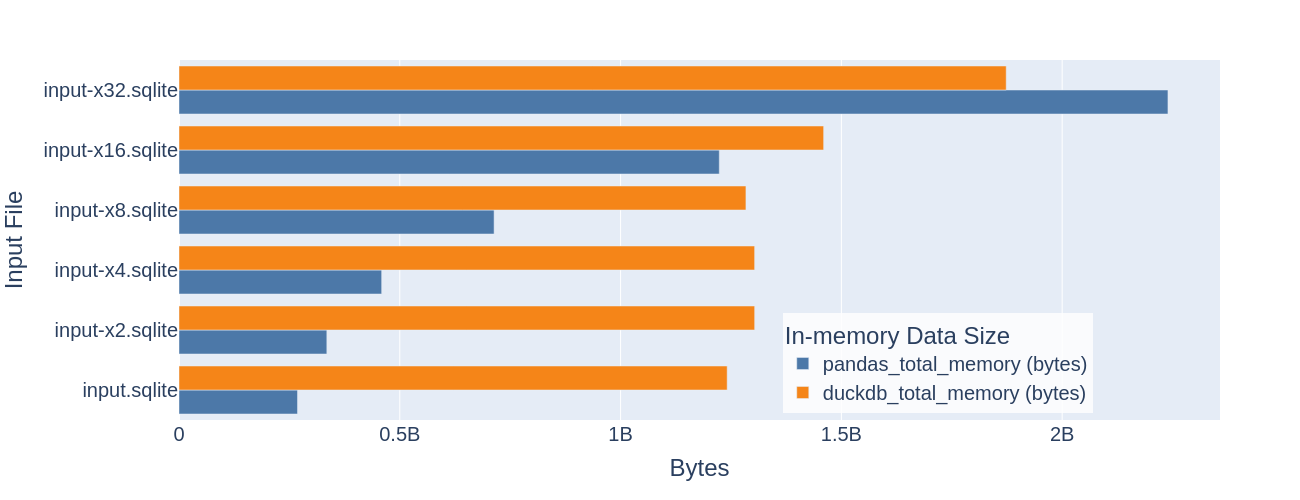 input-x32.sqlite
input-x16.sqlite
input-x8.sqlite
input-x4.sqlite
input-x2.sqlite
input.sqlite
Input File
In-memory Data Size
pandas_total_memory (bytes)
duckdb_total_memory (bytes)
0 0.5B 1B 1.5B 2B
Bytes